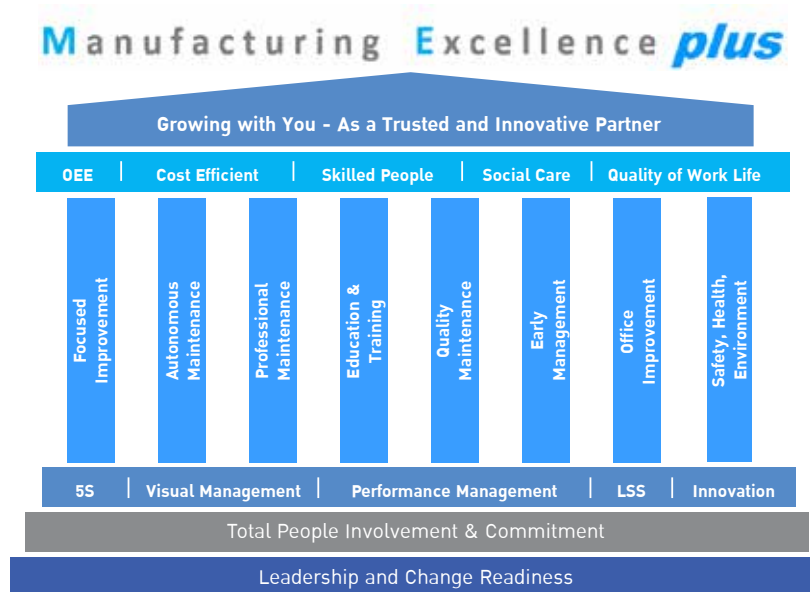 Manufacturing Excellence plus
Growing with You - As a Trusted and Innovative Partner
OEE | Cost Efficient | Skilled People | Social Care | Quality of Work Life
Focused
Improvement
Autonomous
Maintenance
Professional
Maintenance
Education &
Training
Quality
Maintenance
Early
Management
Office
Improvement
Safety, Health,
Environment
5S | Visual Management | Performance Management | LSS | Innovation
Total People Involvement & Commitment
Leadership and Change Readiness